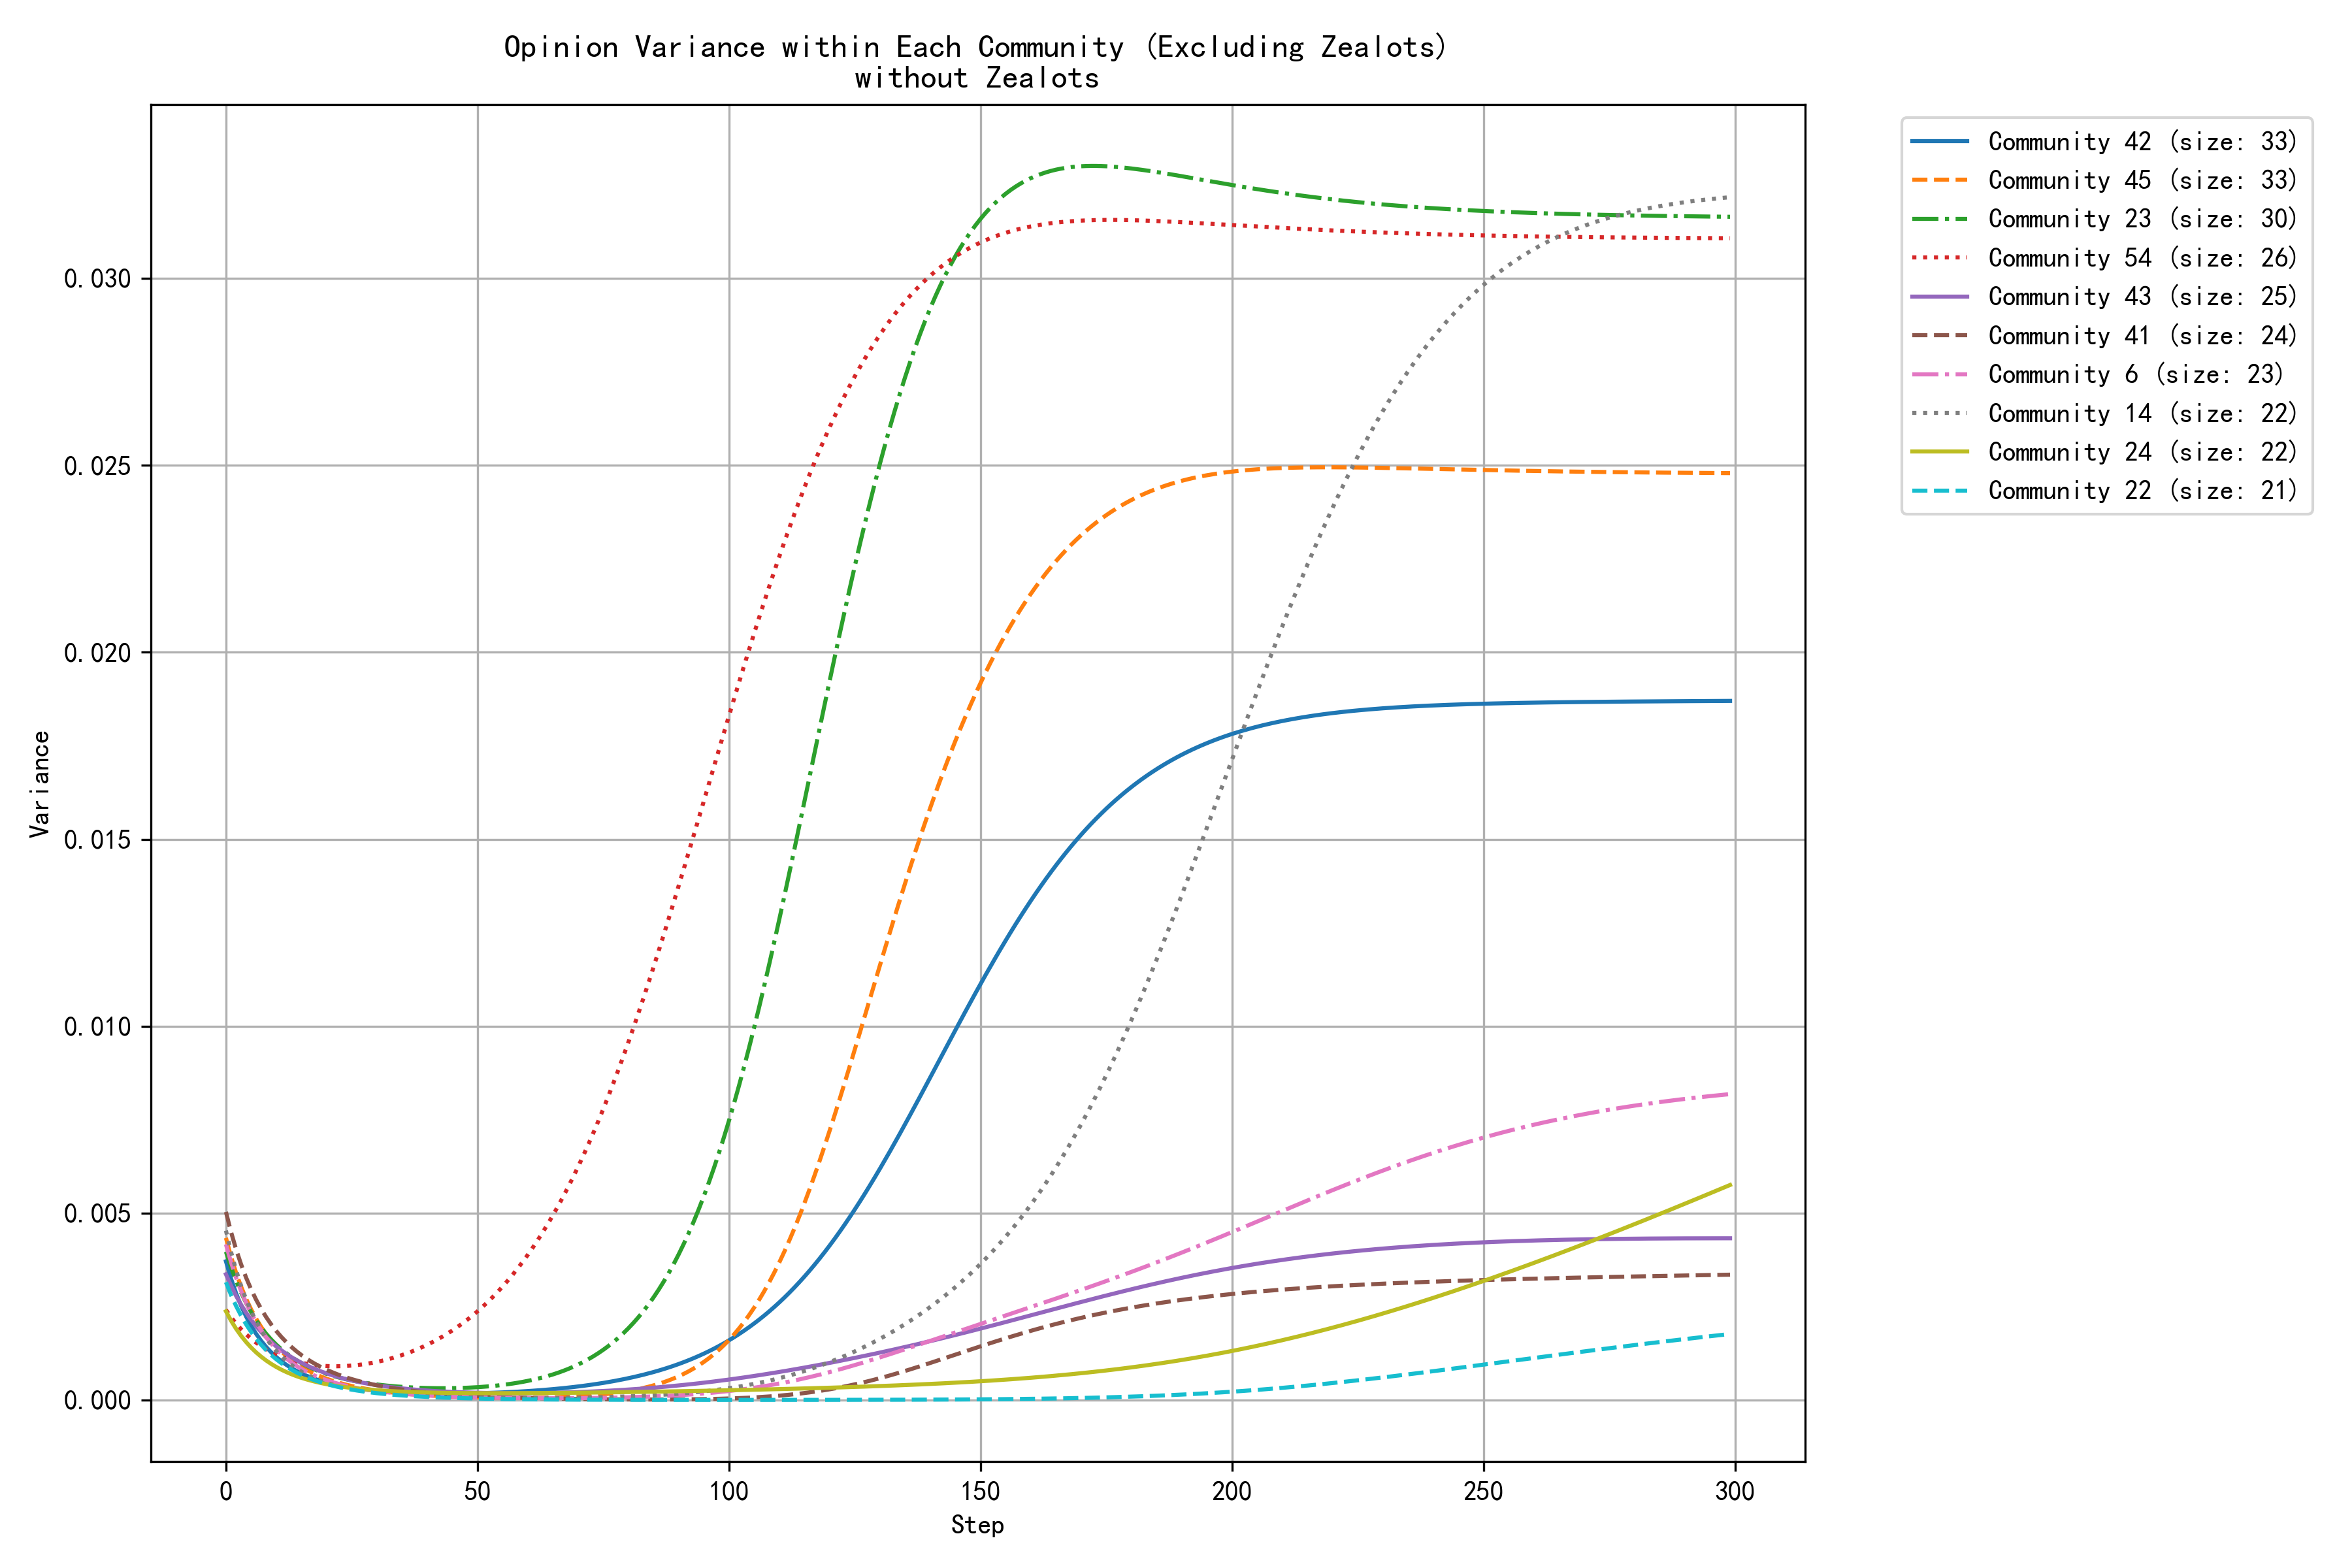 Opinion Variance within Each Community (Excluding Zealots)
without Zealots
Variance
0.030
0.025
0.020
0.015
0.010
0.005
0.000
0
50
100
150
200
250
300
Step
Community 42 (size: 33)
Community 45 (size: 33)
Community 23 (size: 30)
Community 54 (size: 26)
Community 43 (size: 25)
Community 41 (size: 24)
Community 6 (size: 23)
Community 14 (size: 22)
Community 24 (size: 22)
Community 22 (size: 21)